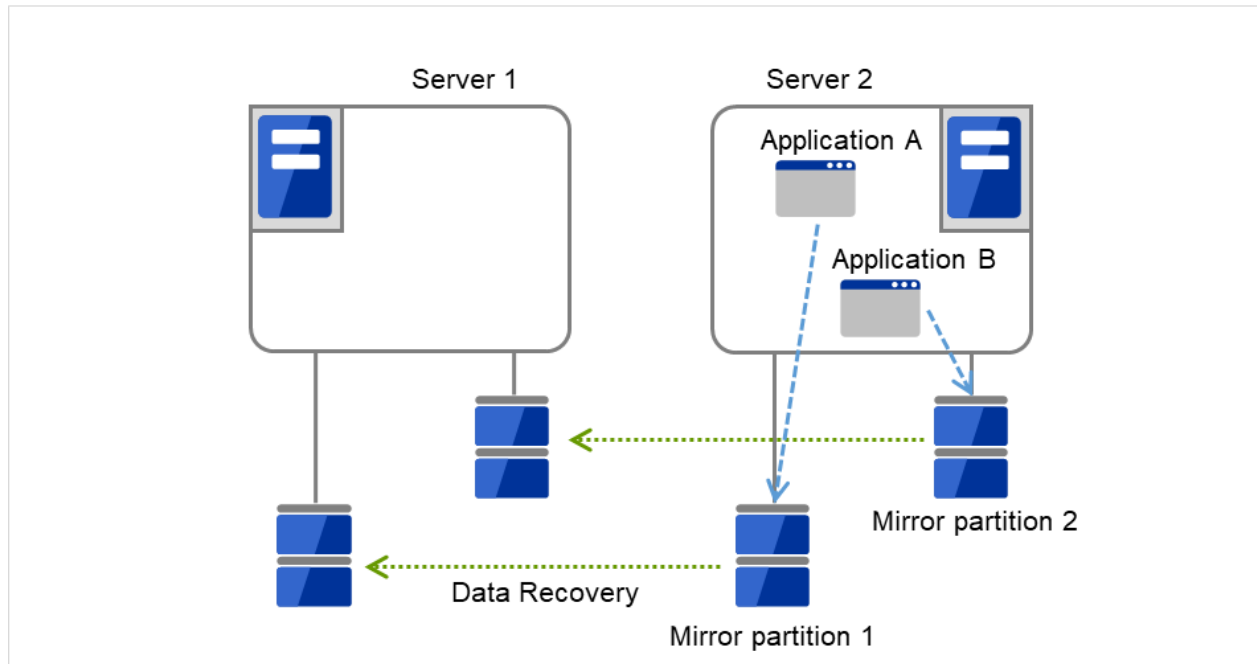 Server 1
Server 2
Application A
Application B
Mirror partition 2
Data Recovery
Mirror partition 1